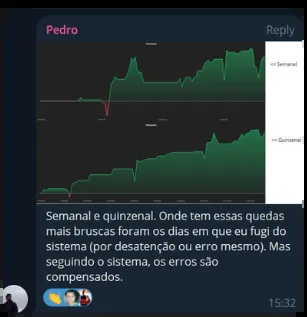 Pedro
Reply
<< Semanal
<< Quinzenal
Semanal e quinzenal. Onde tem essas quedas
mais bruscas foram os dias em que eu fugi do
sistema (por desatenção ou erro mesmo). Mas
seguindo o sistema, os erros são
compensados.
15:32